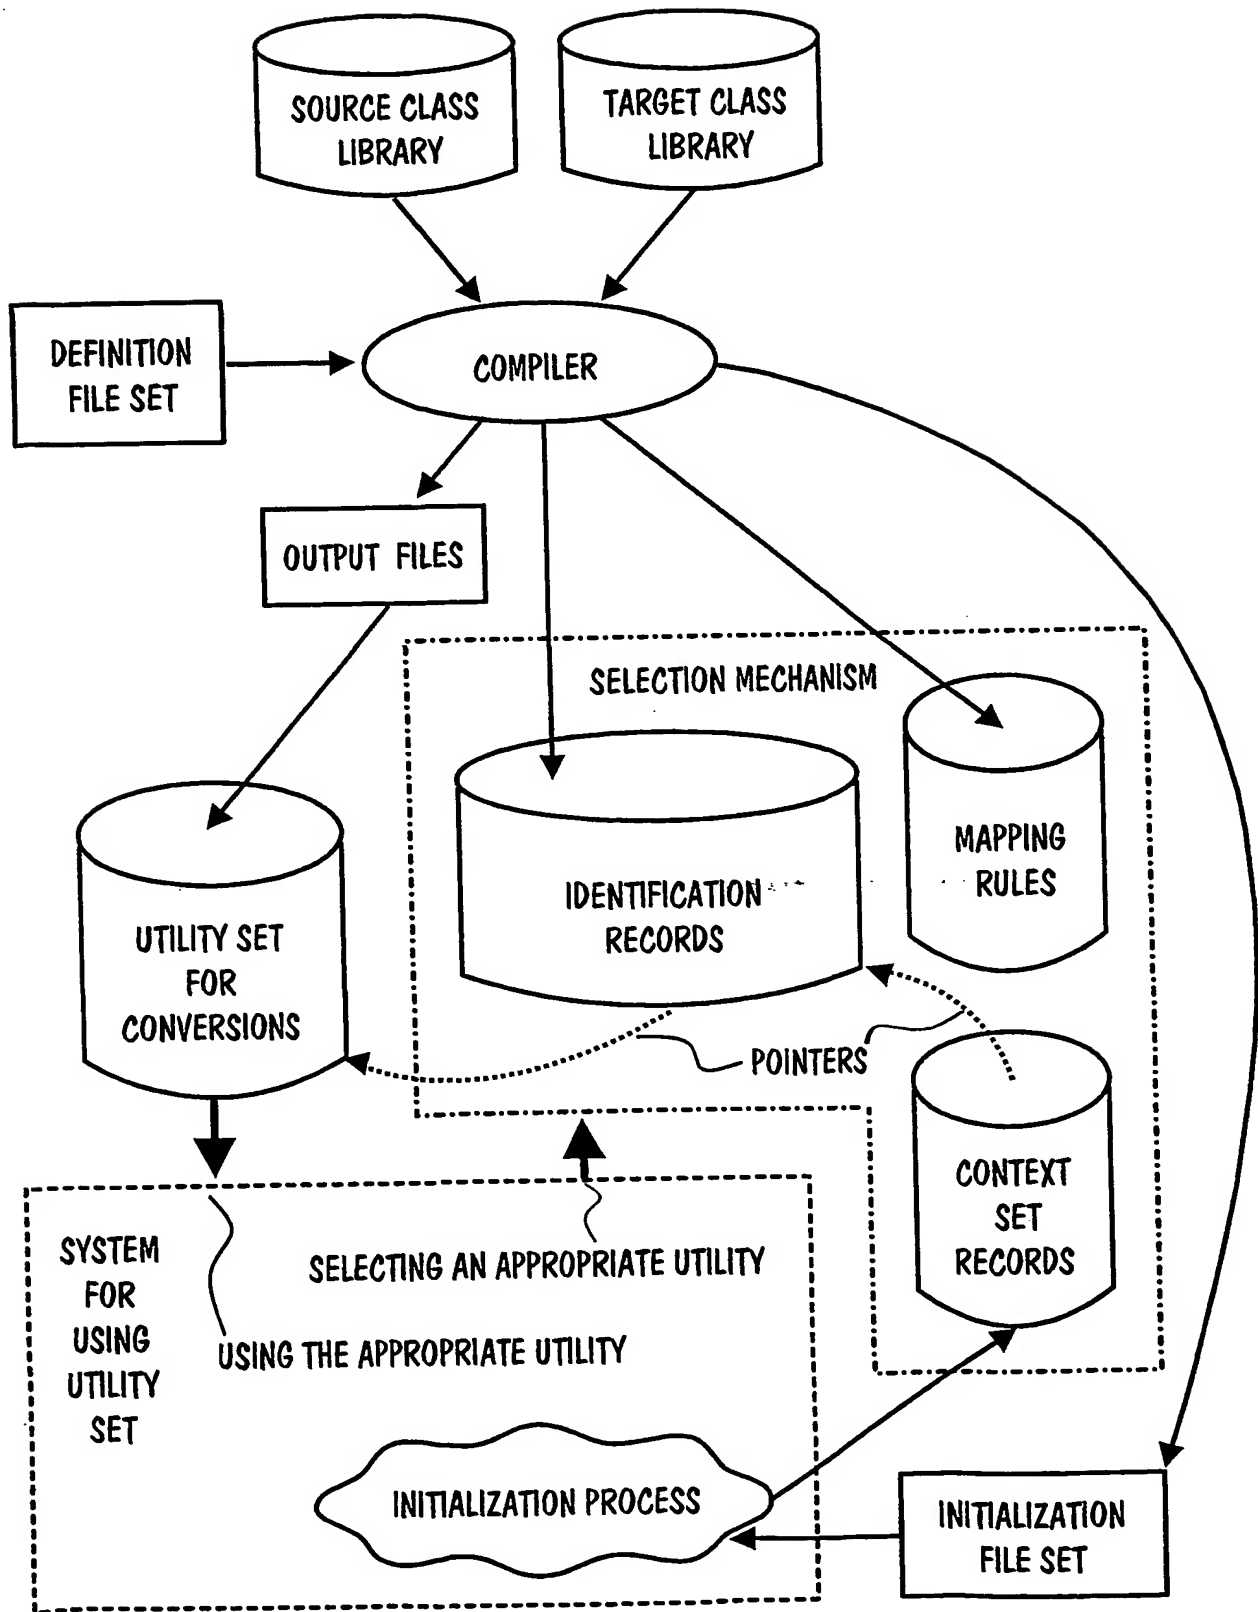 SOURCE CLASS
LIBRARY
TARGET CLASS
LIBRARY
DEFINITION
FILE SET
COMPILER
OUTPUT FILES
SELECTION MECHANISM
MAPPING
RULES
IDENTIFICATION
RECORDS
UTILITY SET
FOR
CONVERSIONS
POINTERS
CONTEXT
SET
RECORDS
SYSTEM
FOR
USING
UTILITY
SET
SELECTING AN APPROPRIATE UTILITY
USING THE APPROPRIATE UTILITY
INITIALIZATION PROCESS
INITIALIZATION
FILE SET